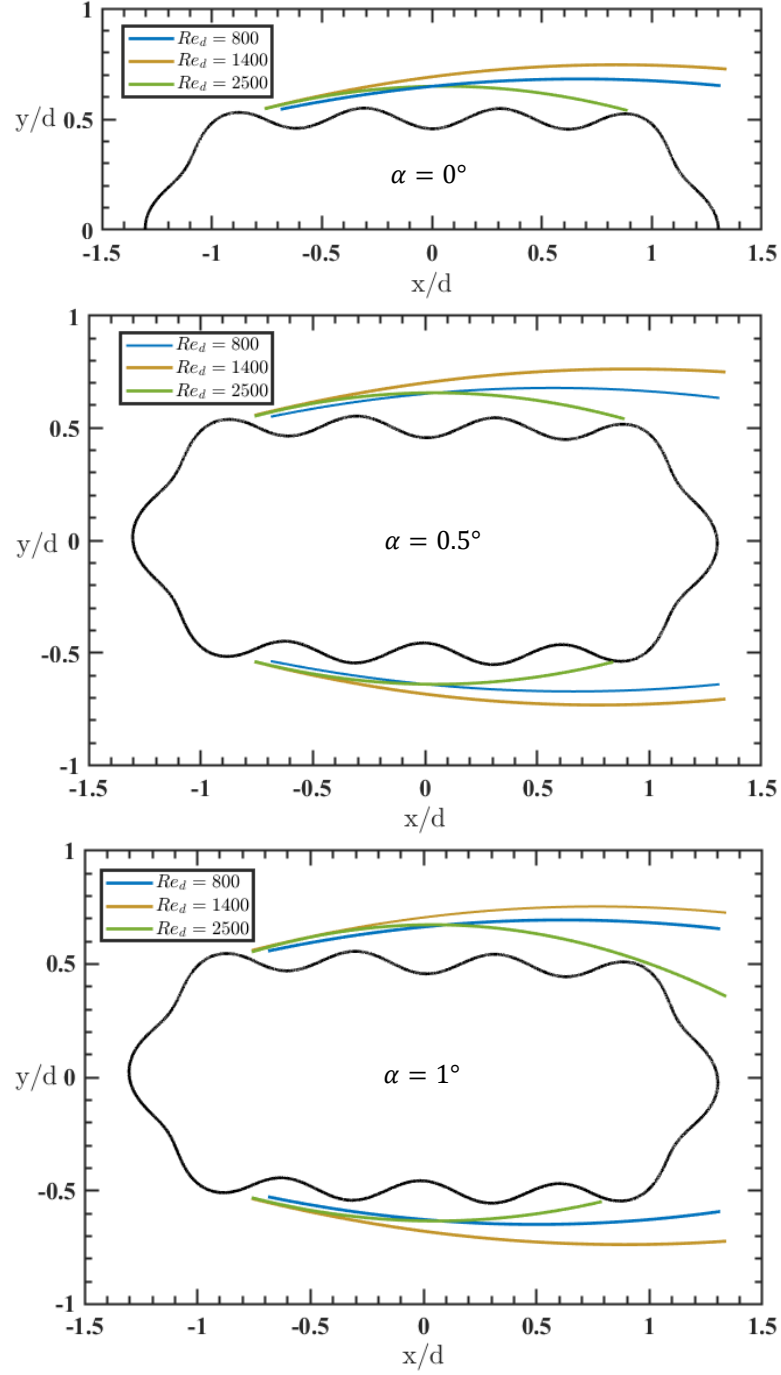 1
Re_d = 800
Re_d = 1400
Re_d = 2500
y/d
0.5
α = 0°
0
-1.5 -1 -0.5 0 0.5 1 1.5
x/d
1
Re_d = 800
Re_d = 1400
Re_d = 2500
0.5
y/d 0
α = 0.5°
-0.5
-1
-1.5 -1 -0.5 0 0.5 1 1.5
x/d
1
Re_d = 800
Re_d = 1400
Re_d = 2500
0.5
y/d 0
α = 1°
-0.5
-1
-1.5 -1 -0.5 0 0.5 1 1.5
x/d